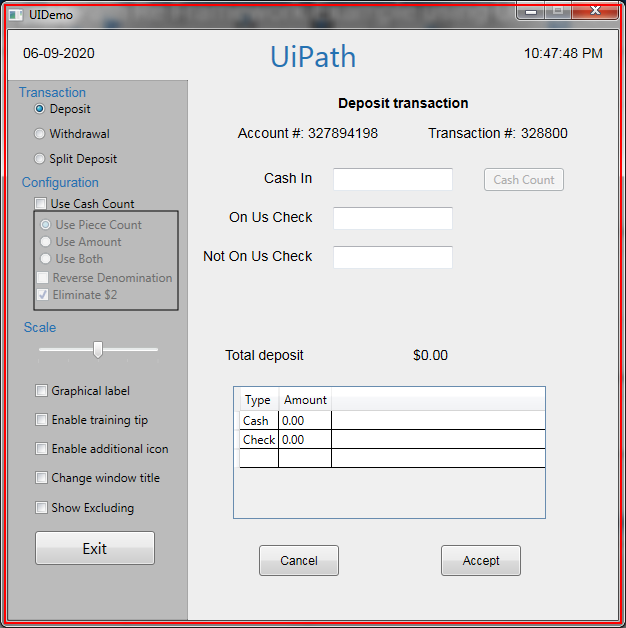 UIDemo
06-09-2020
UiPath
10:47:48 PM
Transaction
Deposit
Withdrawal
Split Deposit
Configuration
Use Cash Count
Use Piece Count
Use Amount
Use Both
Reverse Denomination
Eliminate $2
Scale
Graphical label
Enable training tip
Enable additional icon
Change window title
Show Excluding
Exit
Deposit transaction
Account #: 327894198 Transaction #: 328800
Cash In Cash Count
On Us Check
Not On Us Check
Total deposit $0.00
Type Amount
Cash 0.00
Check 0.00
Cancel Accept